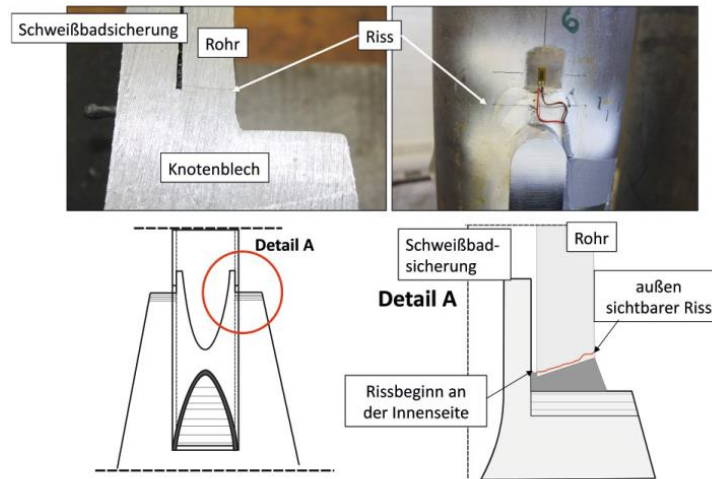 Schweißbadsicherung
Rohr
Riss
6
Knotenblech
Detail A
Schweißbad-
sicherung
Rohr
Detail A
außen
sichtbarer Riss
Rissbeginn an
der Innenseite